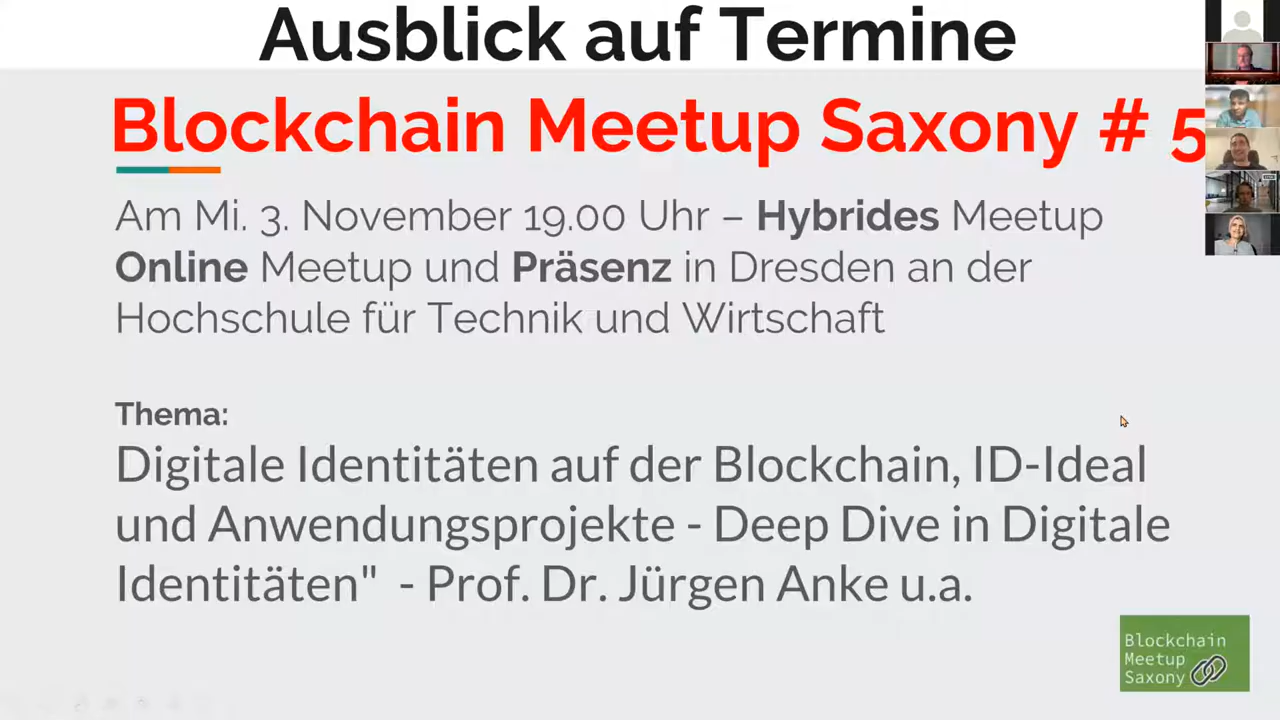 Ausblick auf Termine
Blockchain Meetup Saxony # 5
Am Mi. 3. November 19.00 Uhr – Hybrides Meetup
Online Meetup und Präsenz in Dresden an der
Hochschule für Technik und Wirtschaft
Thema:
Digitale Identitäten auf der Blockchain, ID-Ideal
und Anwendungsprojekte - Deep Dive in Digitale
Identitäten" - Prof. Dr. Jürgen Anke u.a.
Blockchain
Meetup
Saxony